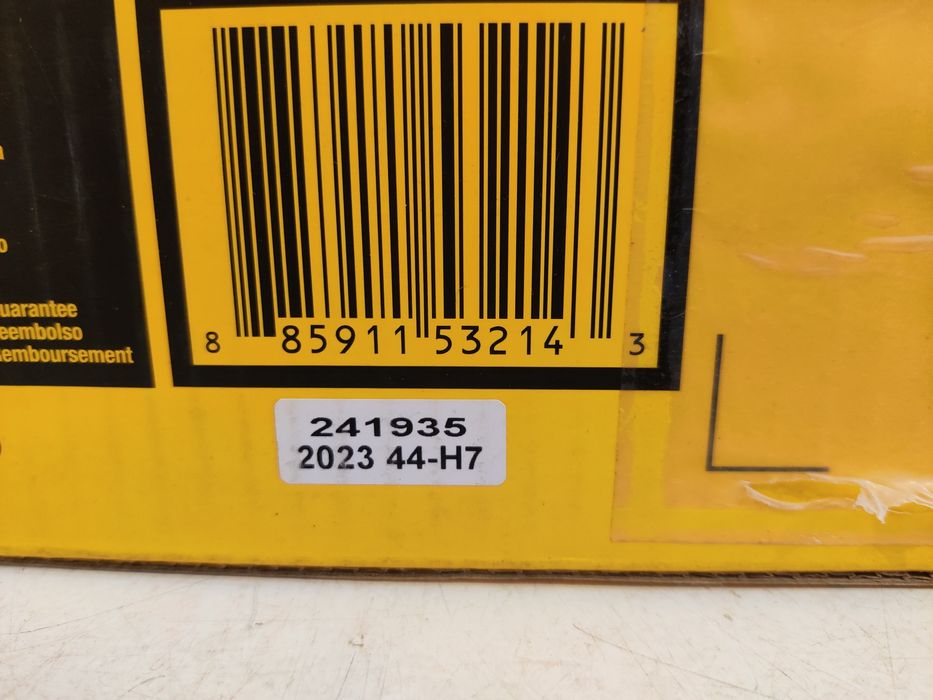 uarantee
eembolso
emboursement
8 85911 53214 3
241935
2023 44-H7